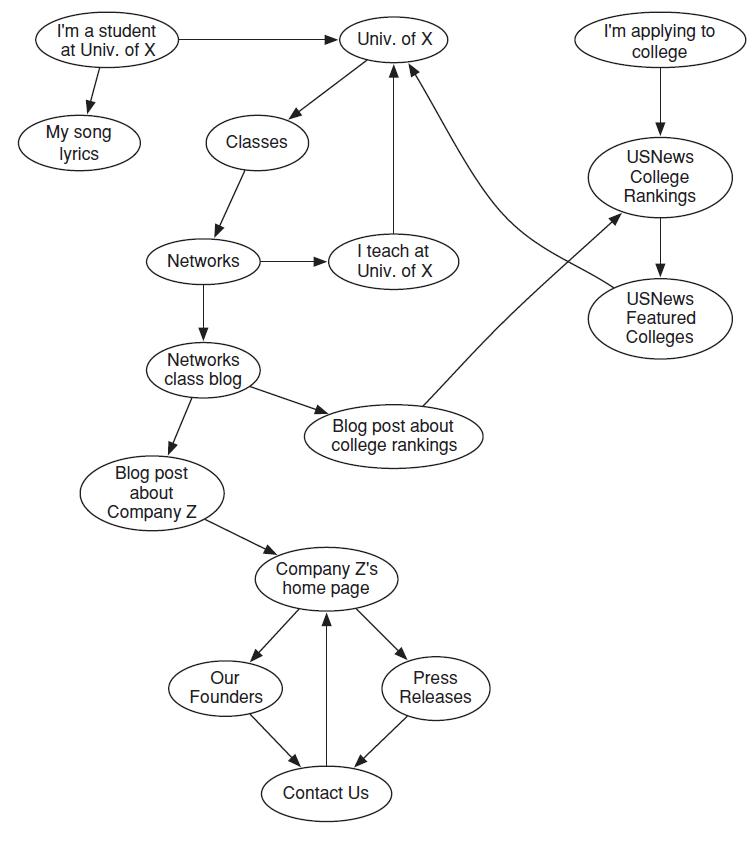 I'm a student
at Univ. of X
Univ. of X
I'm applying to
college
My song
lyrics
Classes
USNews
College
Rankings
Networks
I teach at
Univ. of X
USNews
Featured
Colleges
Networks
class blog
Blog post about
college rankings
Blog post
about
Company Z
Company Z's
home page
Our
Founders
Press
Releases
Contact Us